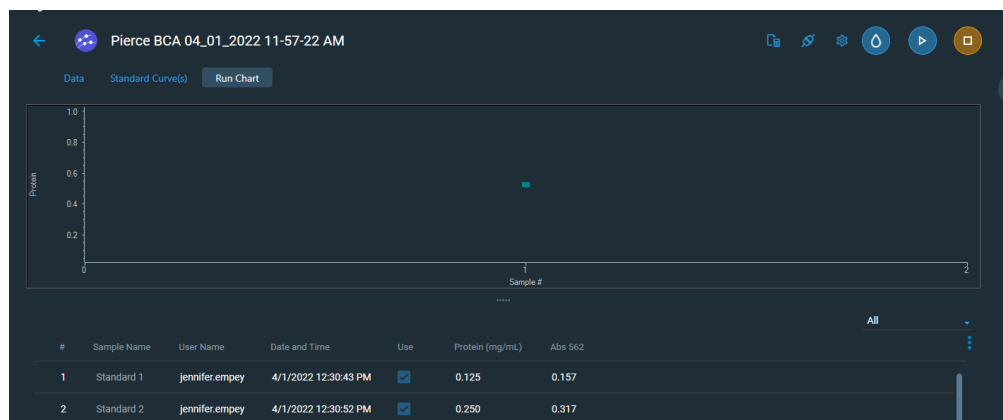 Pierce BCA 04_01_2022 11-57-22 AM
Data Standard Curve(s) Run Chart
1.0
0.8
0.6
0.4
0.2
Protein
0 1 2
Sample #
All
# Sample Name User Name Date and Time Use Protein (mg/mL) Abs 562
1 Standard 1 jennifer.empey 4/1/2022 12:30:43 PM 0.125 0.157
2 Standard 2 jennifer.empey 4/1/2022 12:30:52 PM 0.250 0.317